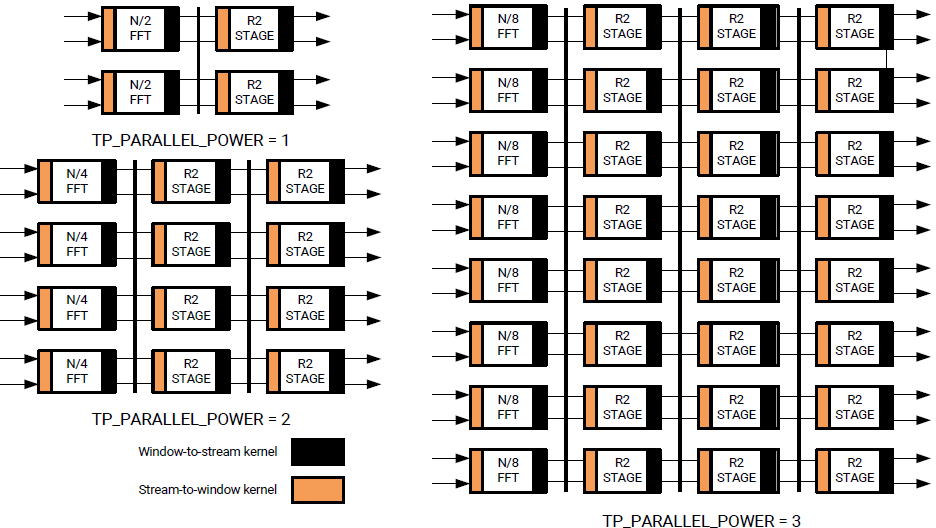 N/2
FFT
R2
STAGE
N/2
FFT
R2
STAGE
TP_PARALLEL_POWER = 1
N/4
FFT
R2
STAGE
R2
STAGE
N/4
FFT
R2
STAGE
R2
STAGE
N/4
FFT
R2
STAGE
R2
STAGE
N/4
FFT
R2
STAGE
R2
STAGE
TP_PARALLEL_POWER = 2
Window-to-stream kernel
Stream-to-window kernel
N/8
FFT
R2
STAGE
R2
STAGE
R2
STAGE
N/8
FFT
R2
STAGE
R2
STAGE
R2
STAGE
N/8
FFT
R2
STAGE
R2
STAGE
R2
STAGE
N/8
FFT
R2
STAGE
R2
STAGE
R2
STAGE
N/8
FFT
R2
STAGE
R2
STAGE
R2
STAGE
N/8
FFT
R2
STAGE
R2
STAGE
R2
STAGE
N/8
FFT
R2
STAGE
R2
STAGE
R2
STAGE
N/8
FFT
R2
STAGE
R2
STAGE
R2
STAGE
TP_PARALLEL_POWER = 3